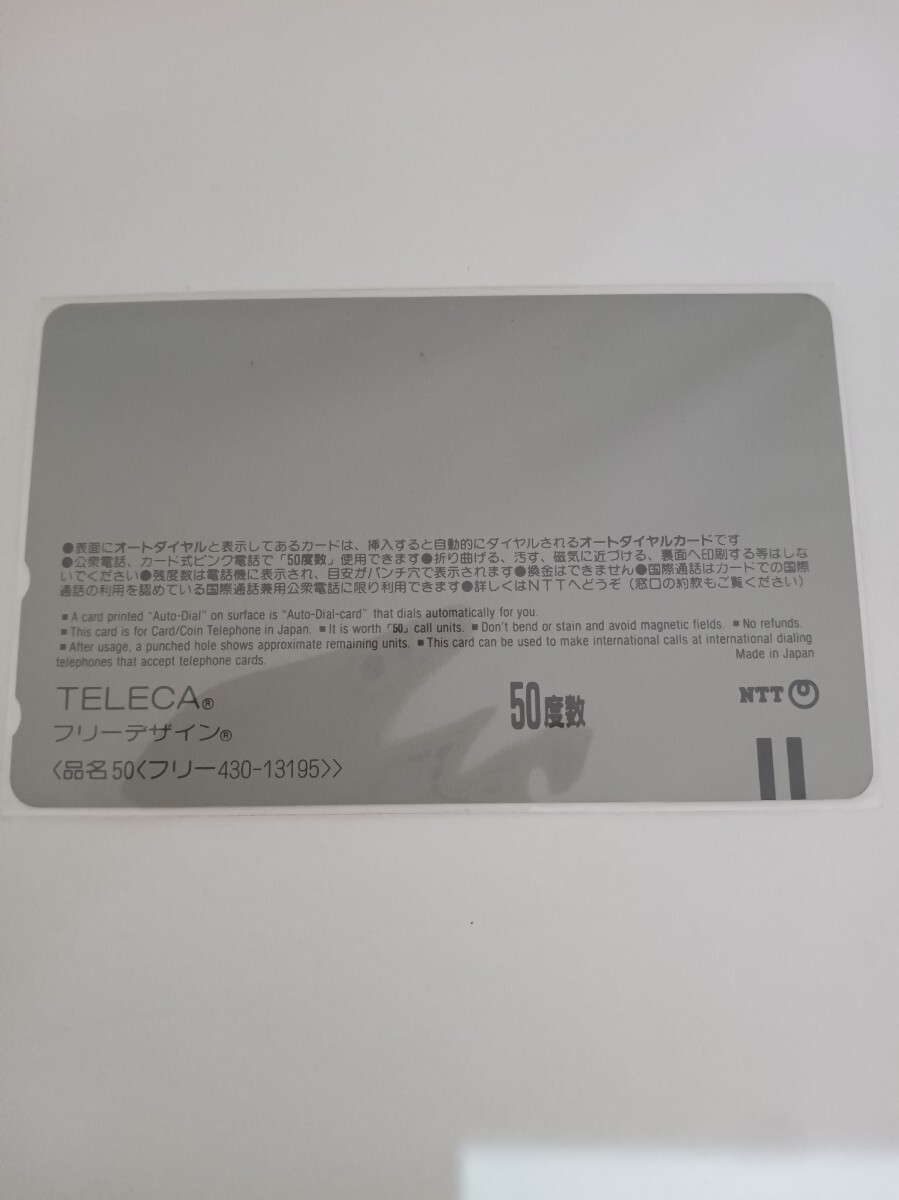 ●表面にオートダイヤルと表示してあるカードは、挿入すると自動的にダイヤルされるオートダイヤルカードです
●公衆電話、カード式ピンク電話で「50度数」使用できます●折り曲げる、汚す、磁気に近づける、裏面へ印刷する等はしな
いでください●残度数は電話機に表示され、目安がパンチ穴で表示されます●換金はできません●国際通話はカードでの国際
通話の利用を認めている国際通話兼用公衆電話に限り利用できます●詳しくはNTTへどうぞ(窓口の約款もご覧ください)
■ A card printed "Auto-Dial" on surface is "Auto-Dial-card" that dials automatically for you.
■ This card is for Card/Coin Telephone in Japan. ■ It is worth「50」call units. ■ Don't bend or stain and avoid magnetic fields. ■ No refunds.
■ After usage, a punched hole shows approximate remaining units. ■ This card can be used to make international calls at international dialing
telephones that accept telephone cards.
Made in Japan
TELECA®
フリーデザイン®
〈品名50〈フリー430-13195〉〉
50度数
NTT